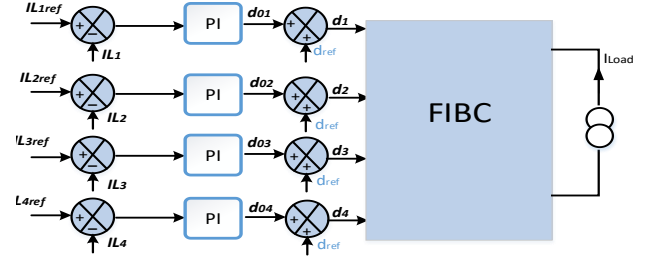 IL1ref + − IL1 PI d01 + + dref d1
IL2ref + − IL2 PI d02 + + dref d2
IL3ref + − IL3 PI d03 + + dref d3
L4ref + − IL4 PI d04 + + dref d4
FIBC
ILoad